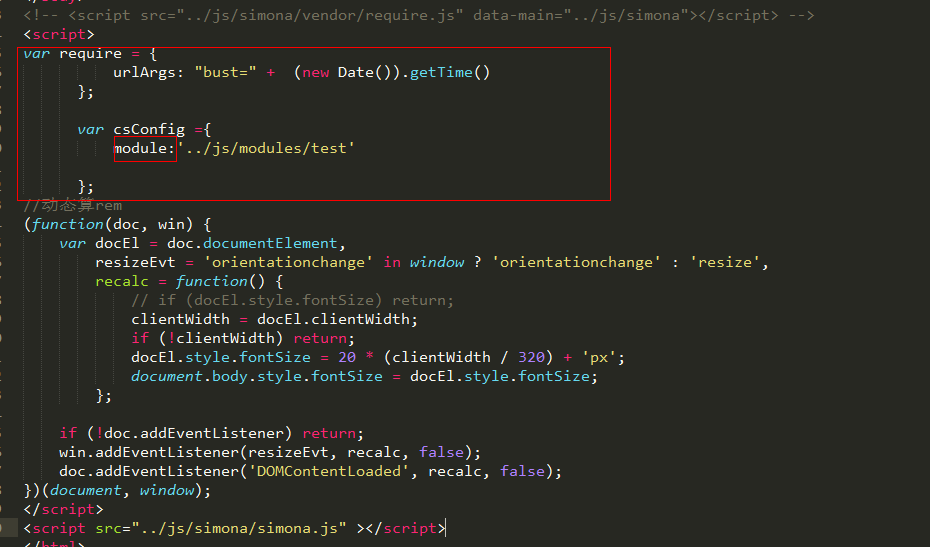 <!-- <script src="../js/simona/vendor/require.js" data-main="../js/simona"></script> -->
<script>
var require = {
urlArgs: "bust=" + (new Date()).getTime()
};
var csConfig ={
module:'../js/modules/test'
};
//动态算rem
(function(doc, win) {
var docEl = doc.documentElement,
resizeEvt = 'orientationchange' in window ? 'orientationchange' : 'resize',
recalc = function() {
// if (docEl.style.fontSize) return;
clientWidth = docEl.clientWidth;
if (!clientWidth) return;
docEl.style.fontSize = 20 * (clientWidth / 320) + 'px';
document.body.style.fontSize = docEl.style.fontSize;
};
if (!doc.addEventListener) return;
win.addEventListener(resizeEvt, recalc, false);
doc.addEventListener('DOMContentLoaded', recalc, false);
})(document, window);
</script>
<script src="../js/simona/simona.js" ></script>
</html>